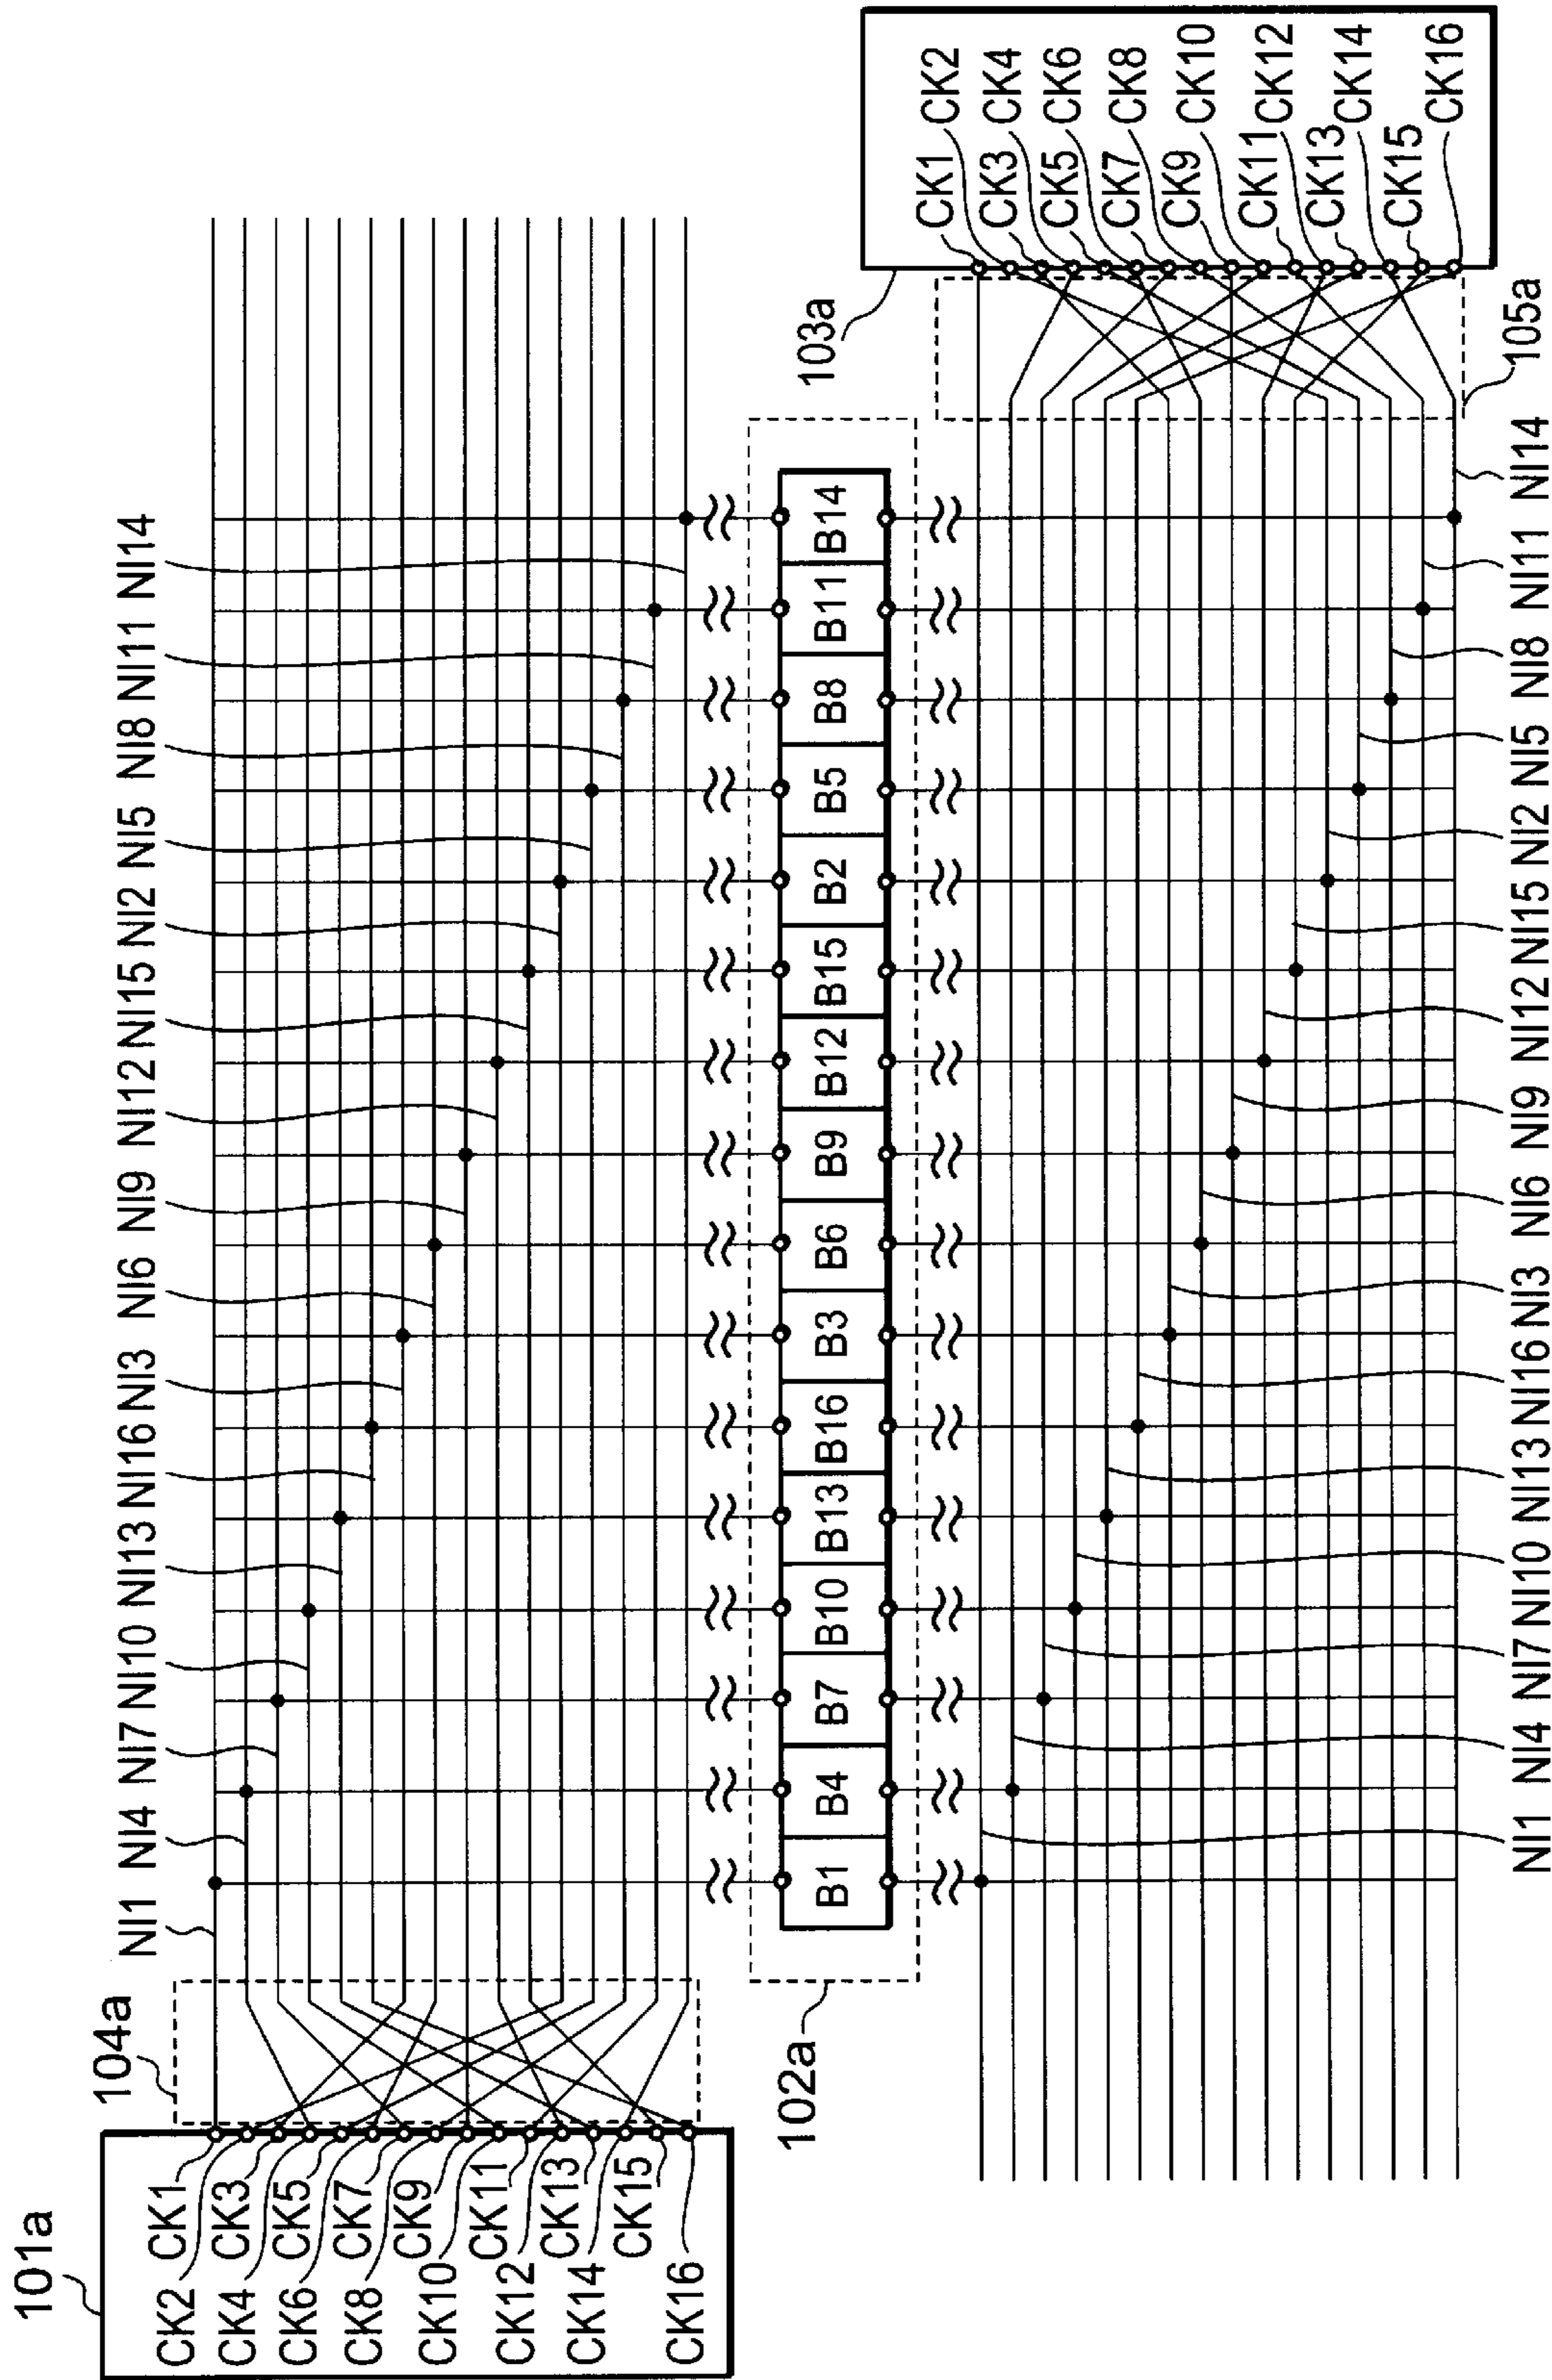 101a
CK1
CK2
CK3
CK4
CK5
CK6
CK7
CK8
CK9
CK10
CK11
CK12
CK13
CK14
CK15
CK16
104a
NI1
NI4
NI7
NI10
NI13
NI16
NI3
NI6
NI9
NI12
NI15
NI2
NI5
NI8
NI11
NI14
102a
B1
B4
B7
B10
B13
B16
B3
B6
B9
B12
B15
B2
B5
B8
B11
B14
103a
CK1
CK2
CK3
CK4
CK5
CK6
CK7
CK8
CK9
CK10
CK11
CK12
CK13
CK14
CK15
CK16
105a
NI1
NI4
NI7
NI10
NI13
NI16
NI3
NI6
NI9
NI12
NI15
NI2
NI5
NI8
NI11
NI14